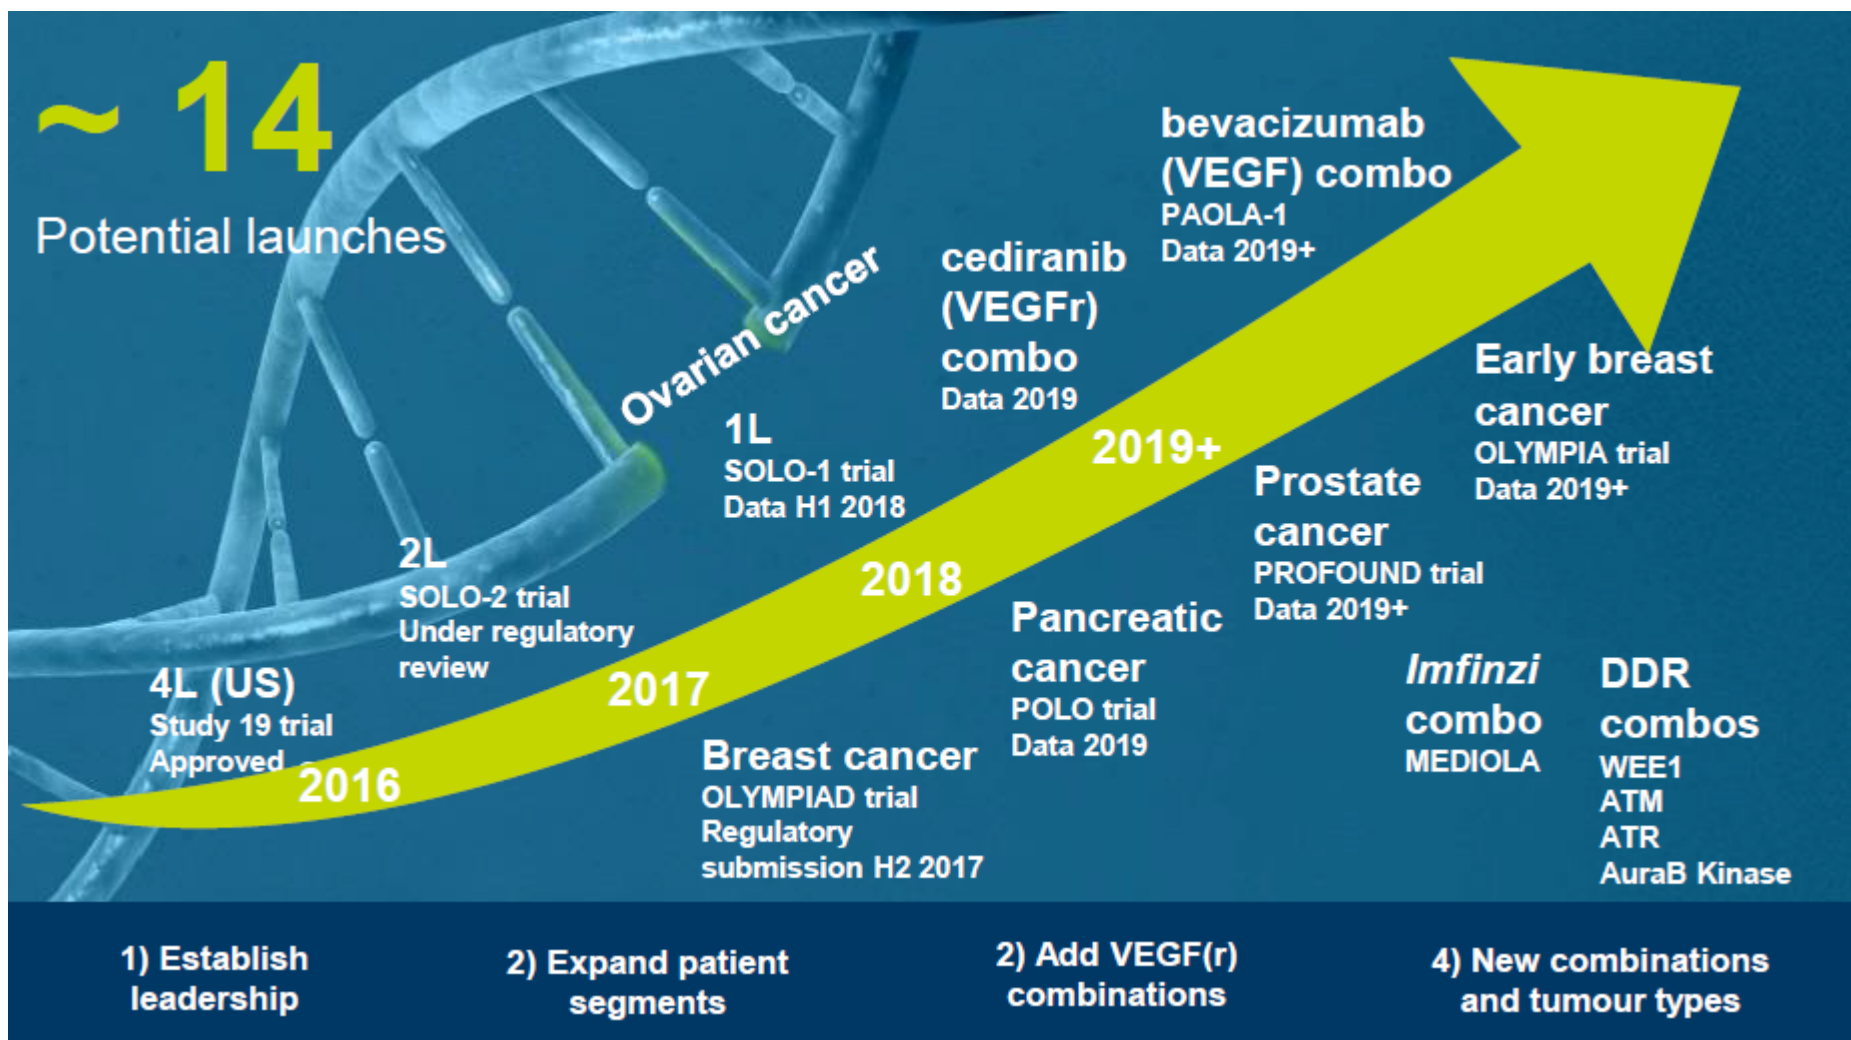 ~ 14
Potential launches
Ovarian cancer
4L (US)
Study 19 trial
Approved
2L
SOLO-2 trial
Under regulatory
review
1L
SOLO-1 trial
Data H1 2018
cediranib
(VEGFr)
combo
Data 2019
bevacizumab
(VEGF) combo
PAOLA-1
Data 2019+
2016
2017
2018
2019+
Breast cancer
OLYMPIAD trial
Regulatory
submission H2 2017
Pancreatic
cancer
POLO trial
Data 2019
Prostate
cancer
PROFOUND trial
Data 2019+
Early breast
cancer
OLYMPIA trial
Data 2019+
Imfinzi
combo
MEDIOLA
DDR
combos
WEE1
ATM
ATR
AuraB Kinase
1) Establish
leadership
2) Expand patient
segments
2) Add VEGF(r)
combinations
4) New combinations
and tumour types